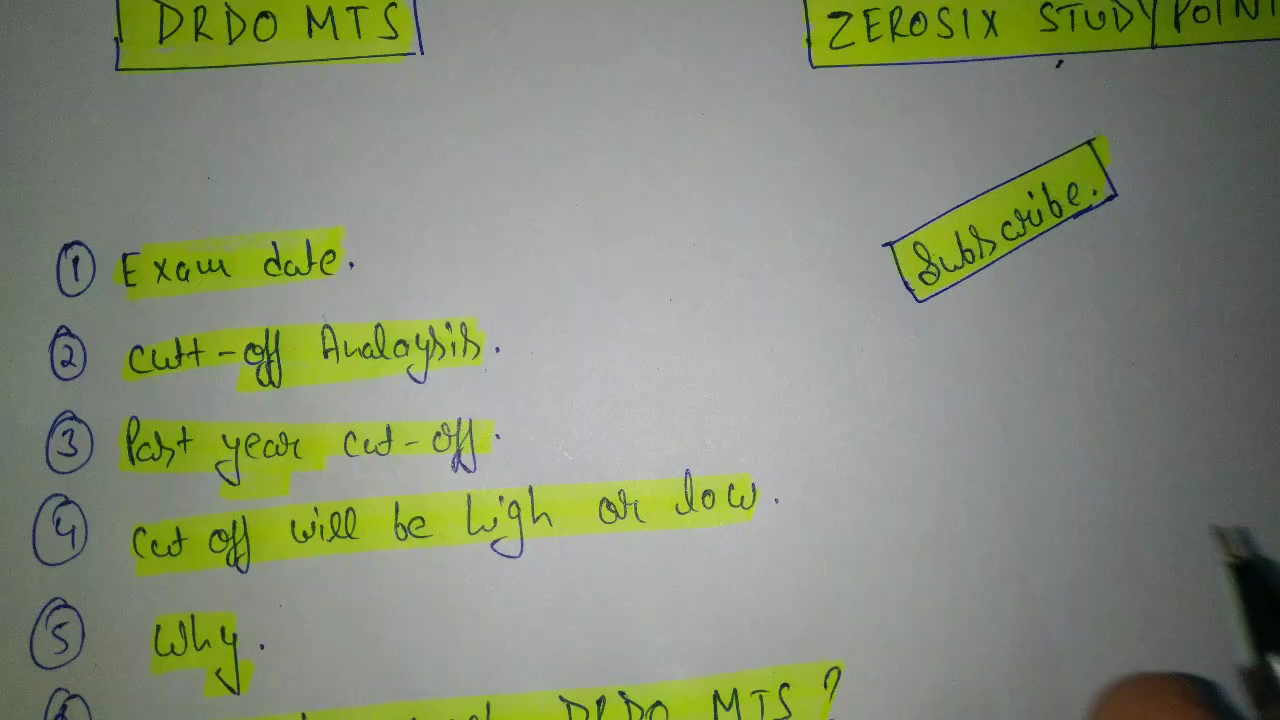 DRDO MTS
ZEROSIX STUDY POINT
Subscribe.
① Exam date.
② Cutt-off Analaysis.
③ Past year cut-off.
④ cut off will be high or low.
⑤ Why.
DRDO MTS?